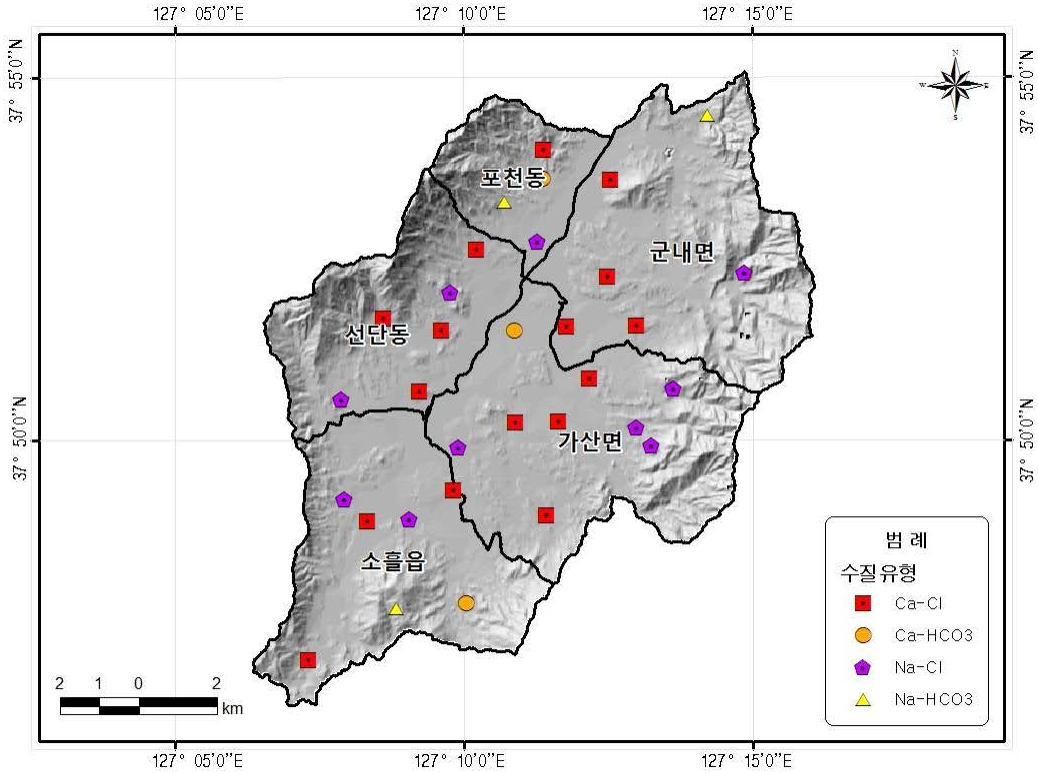 127° 05'0"E 127° 10'0"E 127° 15'0"E
37° 55'0"N 37° 55'0"N
N
W E
S
포천동
군내면
선단동
37° 50'0"N 37° 50'0"N
가산면
소흘읍
범 례
수질유형
Ca-Cl
Ca-HCO3
Na-Cl
Na-HCO3
2 1 0 2
km
127° 05'0"E 127° 10'0"E 127° 15'0"E